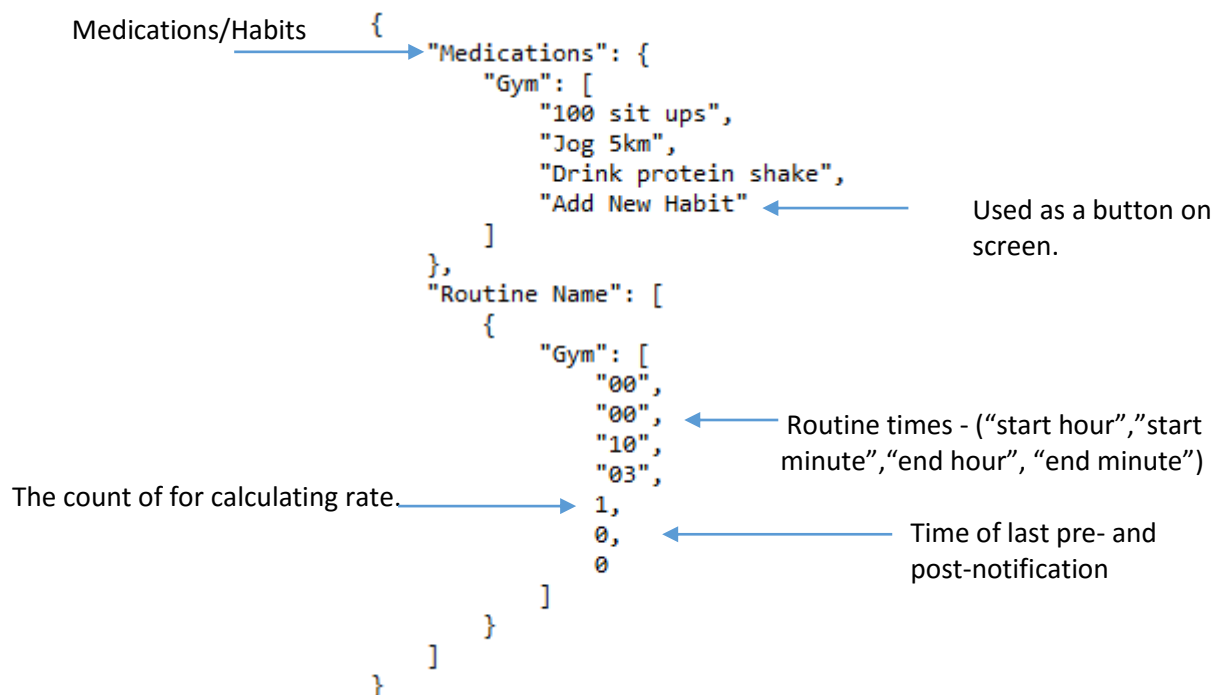 Medications/Habits
{
"Medications": {
"Gym": [
"100 sit ups",
"Jog 5km",
"Drink protein shake",
"Add New Habit"
Used as a button on
screen.
]
},
"Routine Name": [
{
"Gym": [
"00",
"00",
"10",
"03",
Routine times - (“start hour”,”start
minute”,“end hour”, “end minute”)
The count of for calculating rate.
1,
0,
0
Time of last pre- and
post-notification
]
}
]
}